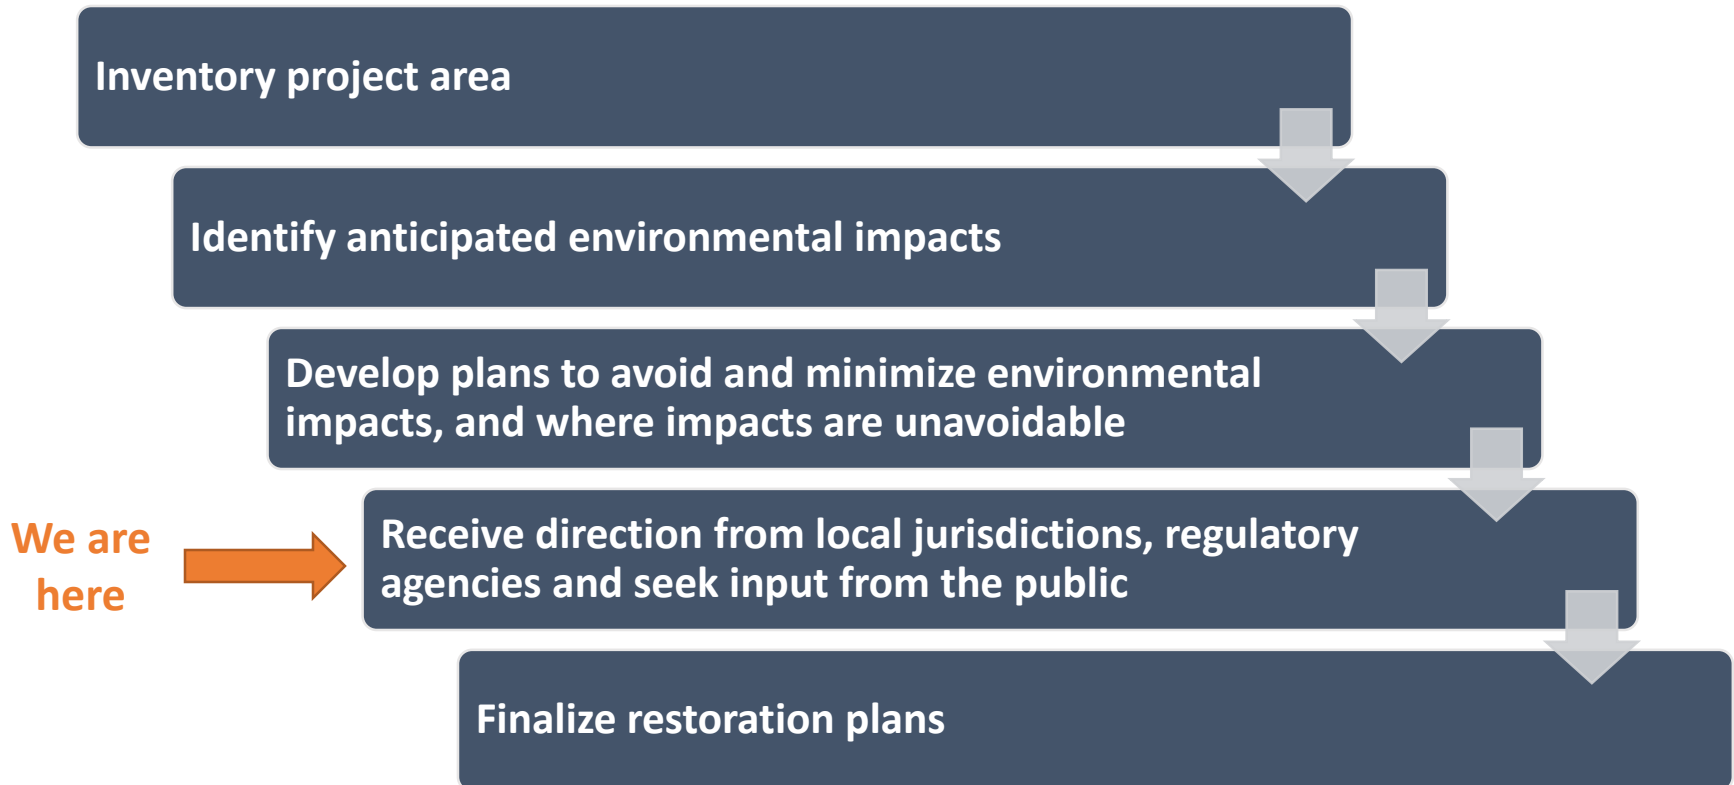 Inventory project area
Identify anticipated environmental impacts
Develop plans to avoid and minimize environmental
impacts, and where impacts are unavoidable
We are
here
Receive direction from local jurisdictions, regulatory
agencies and seek input from the public
Finalize restoration plans